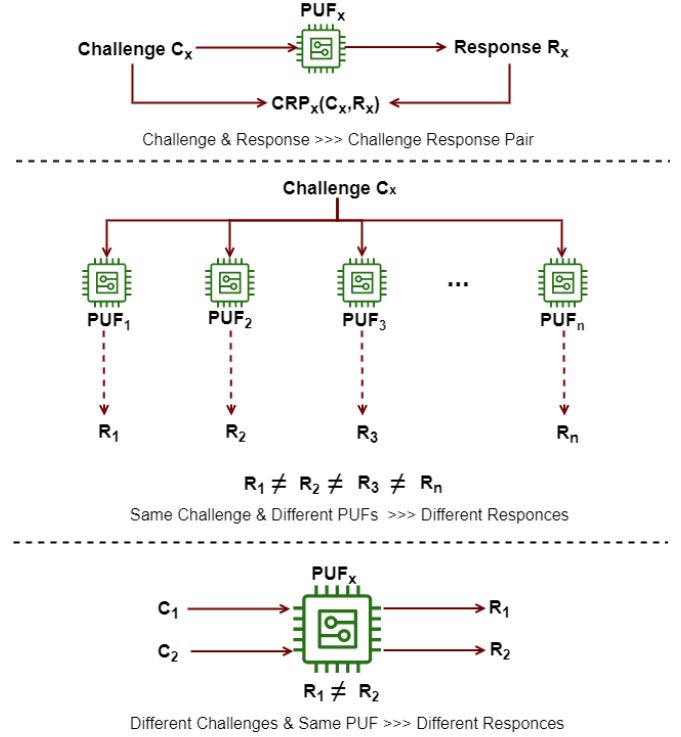 PUFₓ
Challenge Cₓ
Response Rₓ
CRPₓ(Cₓ,Rₓ)
Challenge & Response >>> Challenge Response Pair
Challenge Cₓ
...
PUF₁ PUF₂ PUF₃ PUFₙ
R₁ R₂ R₃ Rₙ
R₁ ≠ R₂ ≠ R₃ ≠ Rₙ
Same Challenge & Different PUFs >>> Different Responces
PUFₓ
C₁ R₁
C₂ R₂
R₁ ≠ R₂
Different Challenges & Same PUF >>> Different Responces